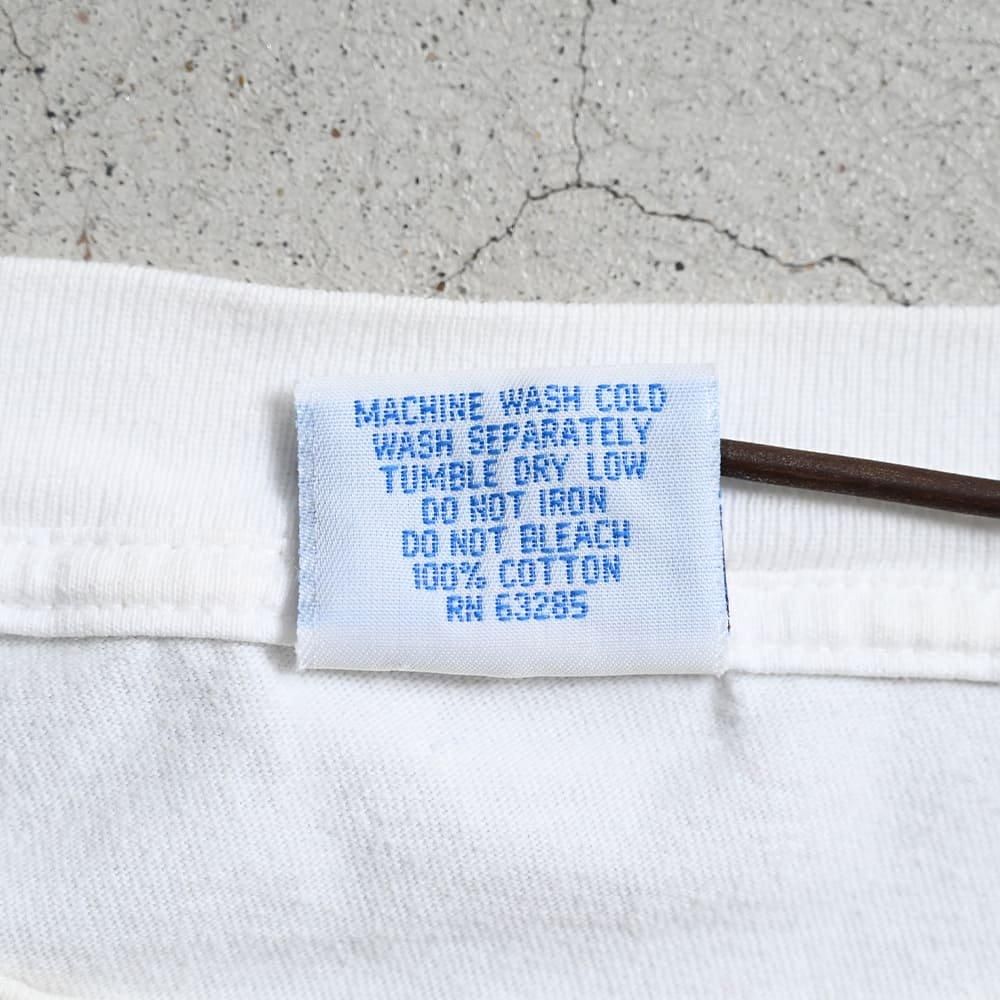 MACHINE WASH COLD
WASH SEPARATELY
TUMBLE DRY LOW
DO NOT IRON
DO NOT BLEACH
100% COTTON
RN 63285